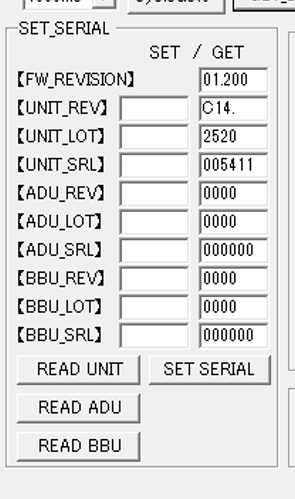 SET_SERIAL
SET / GET
【FW_REVISION】 01.200
【UNIT_REV】 C14.
【UNIT_LOT】 2520
【UNIT_SRL】 005411
【ADU_REV】 0000
【ADU_LOT】 0000
【ADU_SRL】 000000
【BBU_REV】 0000
【BBU_LOT】 0000
【BBU_SRL】 000000
READ UNIT SET SERIAL
READ ADU
READ BBU